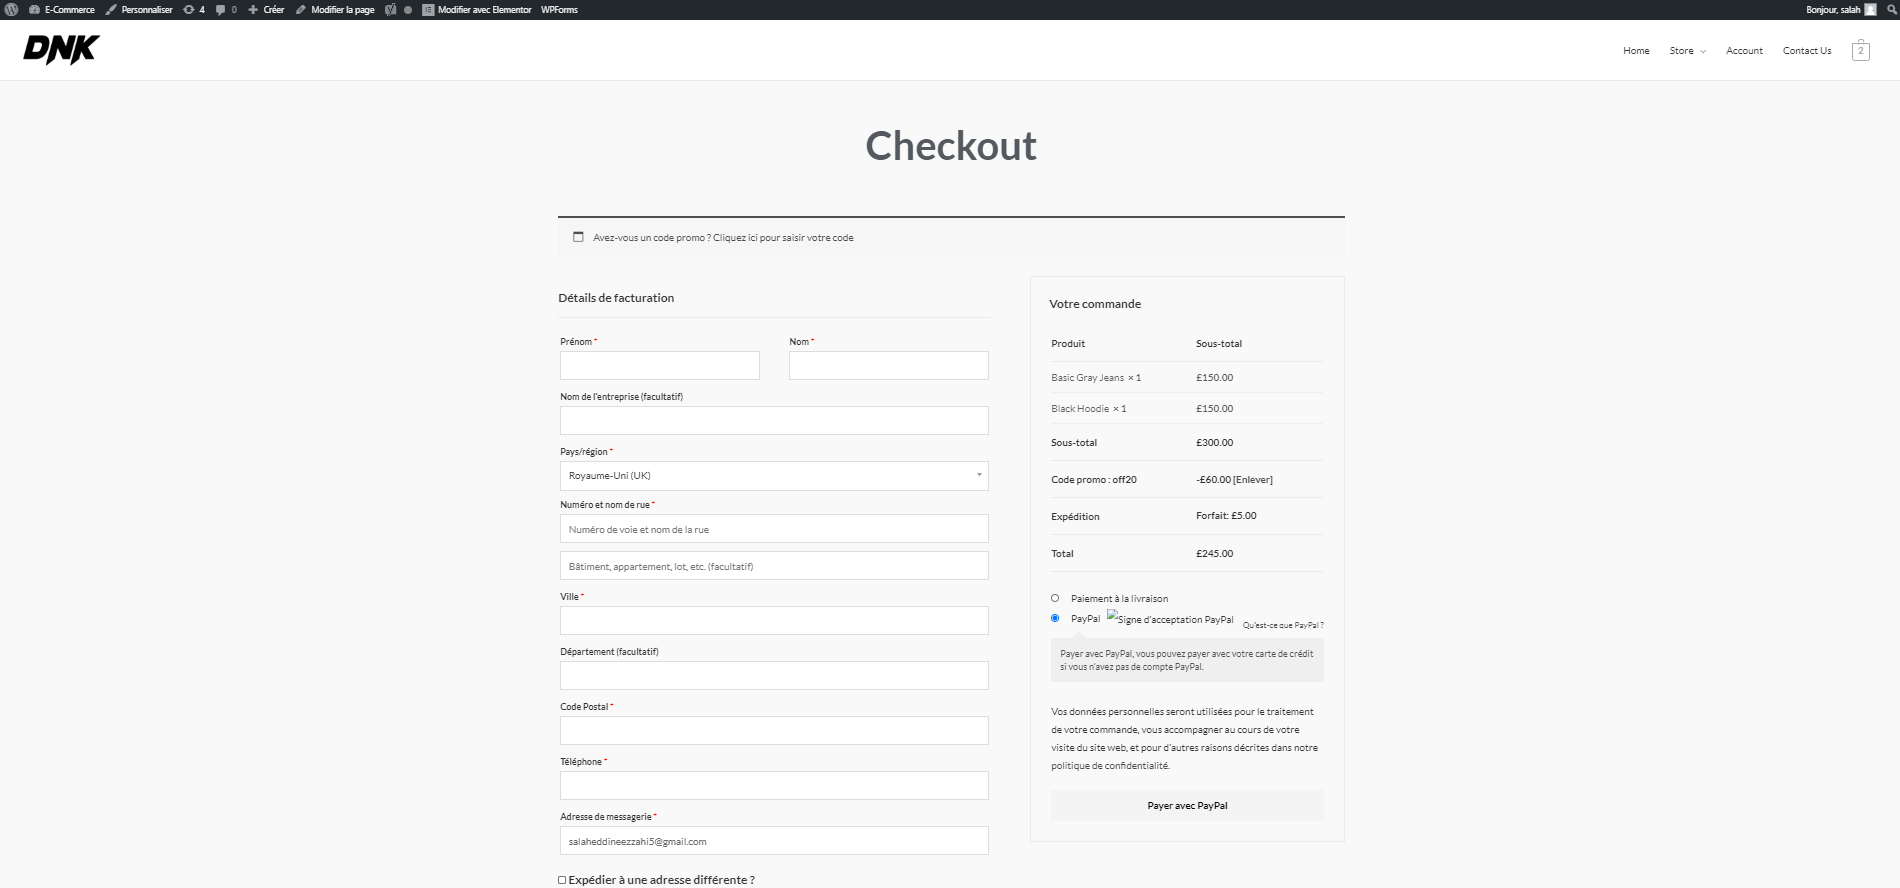 E-Commerce Personnaliser 4 0 Créer Modifier la page Modifier avec Elementor WPForms Bonjour, salah
DNK
Home Store Account Contact Us 2
Checkout
Avez-vous un code promo ? Cliquez ici pour saisir votre code
Détails de facturation
Prénom * Nom *
Nom de l'entreprise (facultatif)
Pays/région *
Royaume-Uni (UK)
Numéro et nom de rue *
Numéro de voie et nom de la rue
Bâtiment, appartement, lot, etc. (facultatif)
Ville *
Département (facultatif)
Code Postal *
Téléphone *
Adresse de messagerie *
salaheddineezzahi5@gmail.com
Expédier à une adresse différente ?
Votre commande
Produit Sous-total
Basic Gray Jeans × 1 £150.00
Black Hoodie × 1 £150.00
Sous-total £300.00
Code promo : off20 -£60.00 [Enlever]
Expédition Forfait: £5.00
Total £245.00
Paiement à la livraison
PayPal Signe d'acceptation PayPal Qu'est-ce que PayPal ?
Payer avec PayPal, vous pouvez payer avec votre carte de crédit
si vous n'avez pas de compte PayPal.
Vos données personnelles seront utilisées pour le traitement
de votre commande, vous accompagner au cours de votre
visite du site web, et pour d'autres raisons décrites dans notre
politique de confidentialité.
Payer avec PayPal